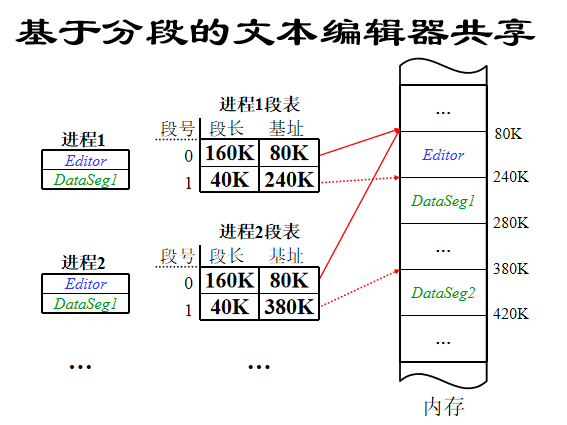 基于分段的文本编辑器共享
进程1
Editor
DataSeg1
进程1段表
段号 段长 基址
0 160K 80K
1 40K 240K
进程2
Editor
DataSeg1
进程2段表
段号 段长 基址
0 160K 80K
1 40K 380K
...
...
...
80K
Editor
240K
DataSeg1
280K
...
380K
DataSeg2
420K
...
内存